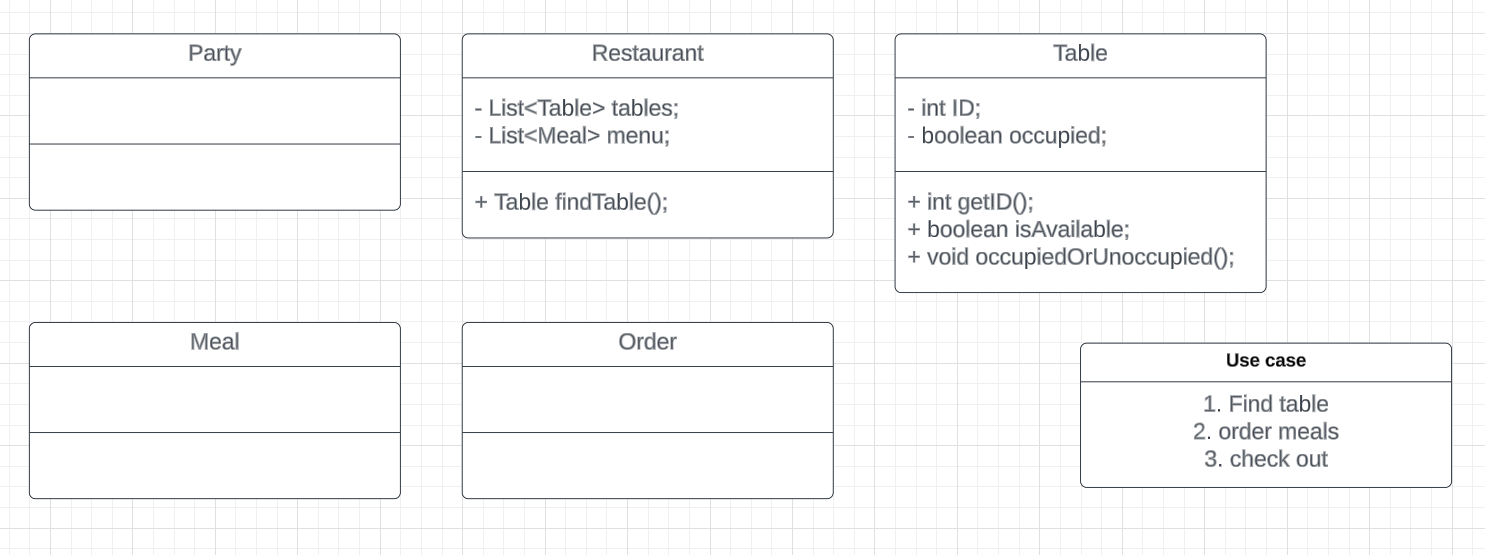 Party
Restaurant
- List<Table> tables;
- List<Meal> menu;
+ Table findTable();
Table
- int ID;
- boolean occupied;
+ int getID();
+ boolean isAvailable;
+ void occupiedOrUnoccupied();
Meal
Order
Use case
1. Find table
2. order meals
3. check out